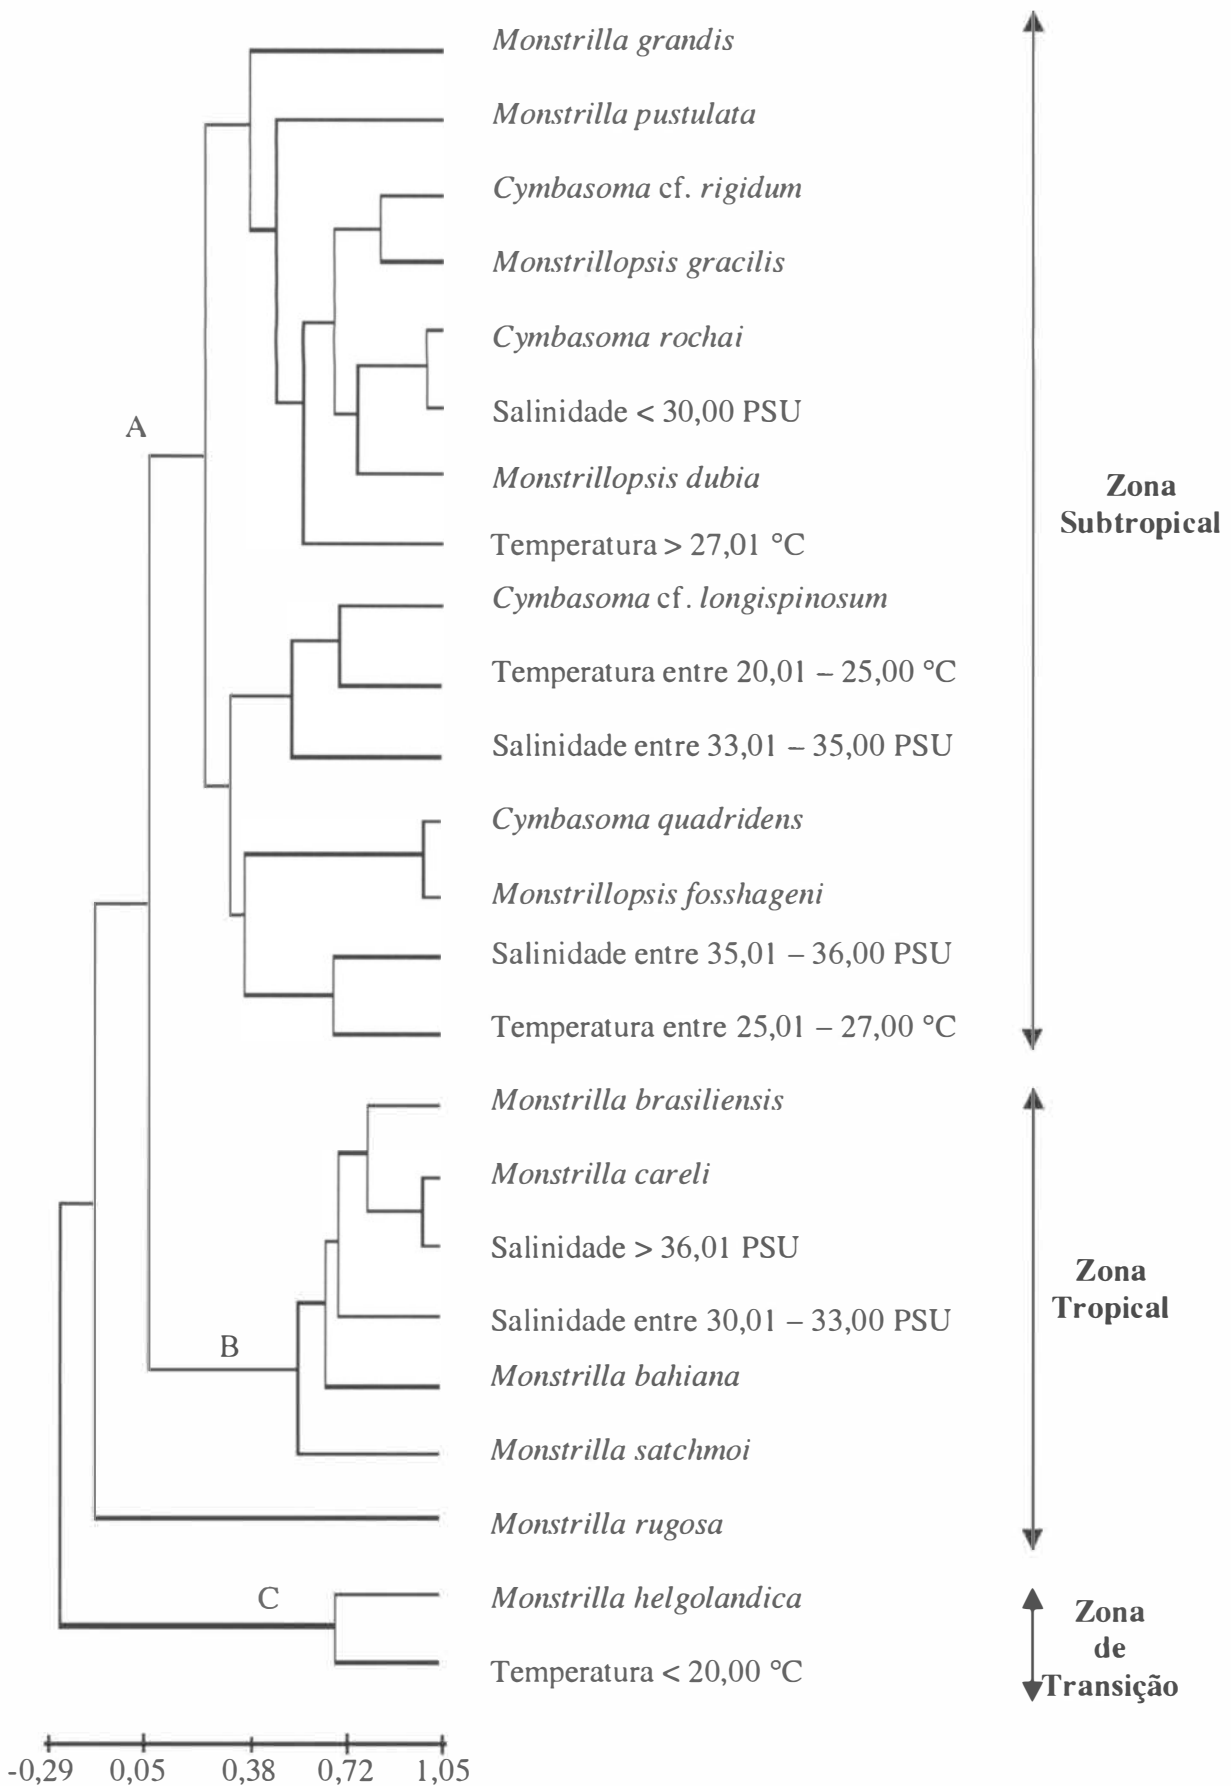 Monstrilla grandis
Monstrilla pustulata
Cymbasoma cf. rigidum
Monstrillopsis gracilis
Cymbasoma rochai
Salinidade < 30,00 PSU
Monstrillopsis dubia
Temperatura > 27,01 °C
Cymbasoma cf. longispinosum
Temperatura entre 20,01 – 25,00 °C
Salinidade entre 33,01 – 35,00 PSU
Cymbasoma quadridens
Monstrillopsis fosshageni
Salinidade entre 35,01 – 36,00 PSU
Temperatura entre 25,01 – 27,00 °C
Monstrilla brasiliensis
Monstrilla careli
Salinidade > 36,01 PSU
Salinidade entre 30,01 – 33,00 PSU
Monstrilla bahiana
Monstrilla satchmoi
Monstrilla rugosa
Monstrilla helgolandica
Temperatura < 20,00 °C
A
B
C
Zona
Subtropical
Zona
Tropical
Zona
de
Transição
-0,29 0,05 0,38 0,72 1,05